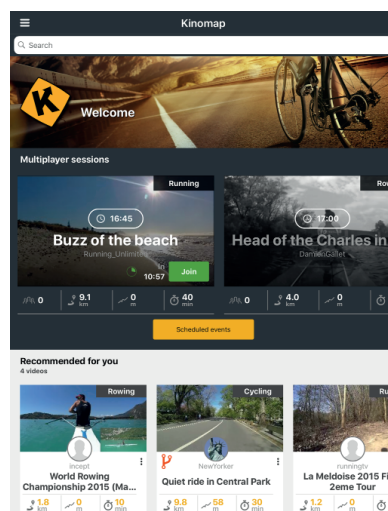 Kinomap
Search
Welcome
Multiplayer sessions
Running
16:45
Buzz of the beach
Running_Unlimited
in
10:57
Join
0
9.1
km
0
m
40
min
17:00
Head of the Charles in
DamienGallet
0
4.0
km
0
m
Scheduled events
Recommended for you
4 videos
Rowing
incept
World Rowing
Championship 2015 (Ma...
1.8
km
0
m
10
min
Cycling
NewYorker
Quiet ride in Central Park
9.8
km
58
m
30
min
runningtv
La Meldoise 2015 Fi
2eme Tour
1.2
km
0
m